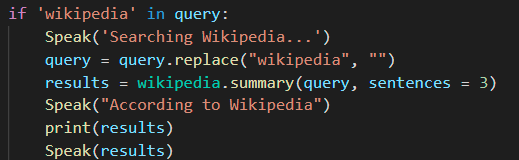 if 'wikipedia' in query:
    Speak('Searching Wikipedia...')
    query = query.replace("wikipedia", "")
    results = wikipedia.summary(query, sentences = 3)
    Speak("According to Wikipedia")
    print(results)
    Speak(results)